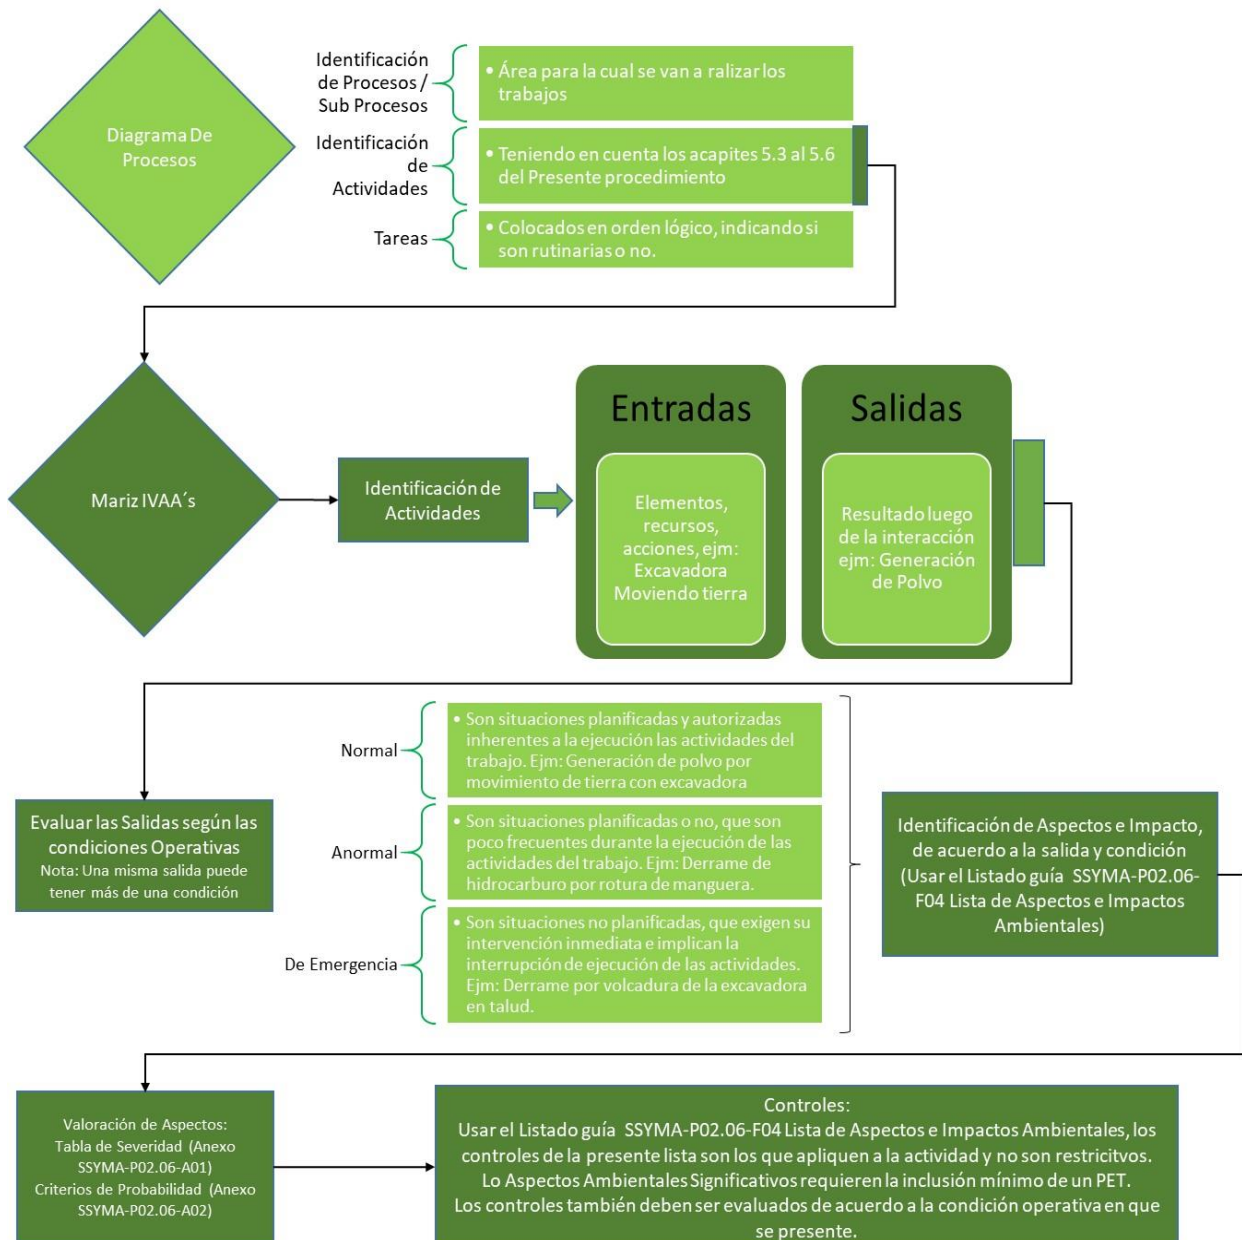 Diagrama De
Procesos
Identificación
de Procesos /
Sub Procesos
• Área para la cual se van a ralizar los
trabajos
Identificación
de
Actividades
• Teniendo en cuenta los acapites 5.3 al 5.6
del Presente procedimiento
Tareas
• Colocados en orden lógico, indicando si
son rutinarias o no.
Mariz IVAA´s
Identificación de
Actividades
Entradas
Elementos,
recursos,
acciones, ejm:
Excavadora
Moviendo tierra
Salidas
Resultado luego
de la interacción
ejm: Generación
de Polvo
Evaluar las Salidas según las
condiciones Operativas
Nota: Una misma salida puede
tener más de una condición
Normal
• Son situaciones planificadas y autorizadas
inherentes a la ejecución las actividades del
trabajo. Ejm: Generación de polvo por
movimiento de tierra con excavadora
Anormal
• Son situaciones planificadas o no, que son
poco frecuentes durante la ejecución de las
actividades del trabajo. Ejm: Derrame de
hidrocarburo por rotura de manguera.
De Emergencia
• Son situaciones no planificadas, que exigen su
intervención inmediata e implican la
interrupción de ejecución de las actividades.
Ejm: Derrame por volcadura de la excavadora
en talud.
Identificación de Aspectos e Impacto,
de acuerdo a la salida y condición
(Usar el Listado guía SSYMA-P02.06-
F04 Lista de Aspectos e Impactos
Ambientales)
Valoración de Aspectos:
Tabla de Severidad (Anexo
SSYMA-P02.06-A01)
Criterios de Probabilidad (Anexo
SSYMA-P02.06-A02)
Controles:
Usar el Listado guía SSYMA-P02.06-F04 Lista de Aspectos e Impactos Ambientales, los
controles de la presente lista son los que apliquen a la actividad y no son restricitvos.
Lo Aspectos Ambientales Significativos requieren la inclusión mínimo de un PET.
Los controles también deben ser evaluados de acuerdo a la condición operativa en que
se presente.